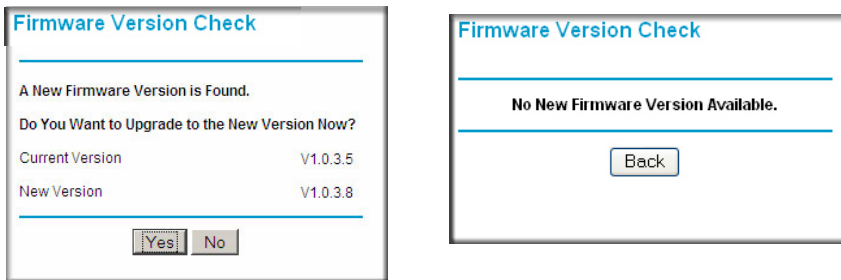 Firmware Version Check
A New Firmware Version is Found.
Do You Want to Upgrade to the New Version Now?
Current Version V1.0.3.5
New Version V1.0.3.8
Yes No
Firmware Version Check
No New Firmware Version Available.
Back